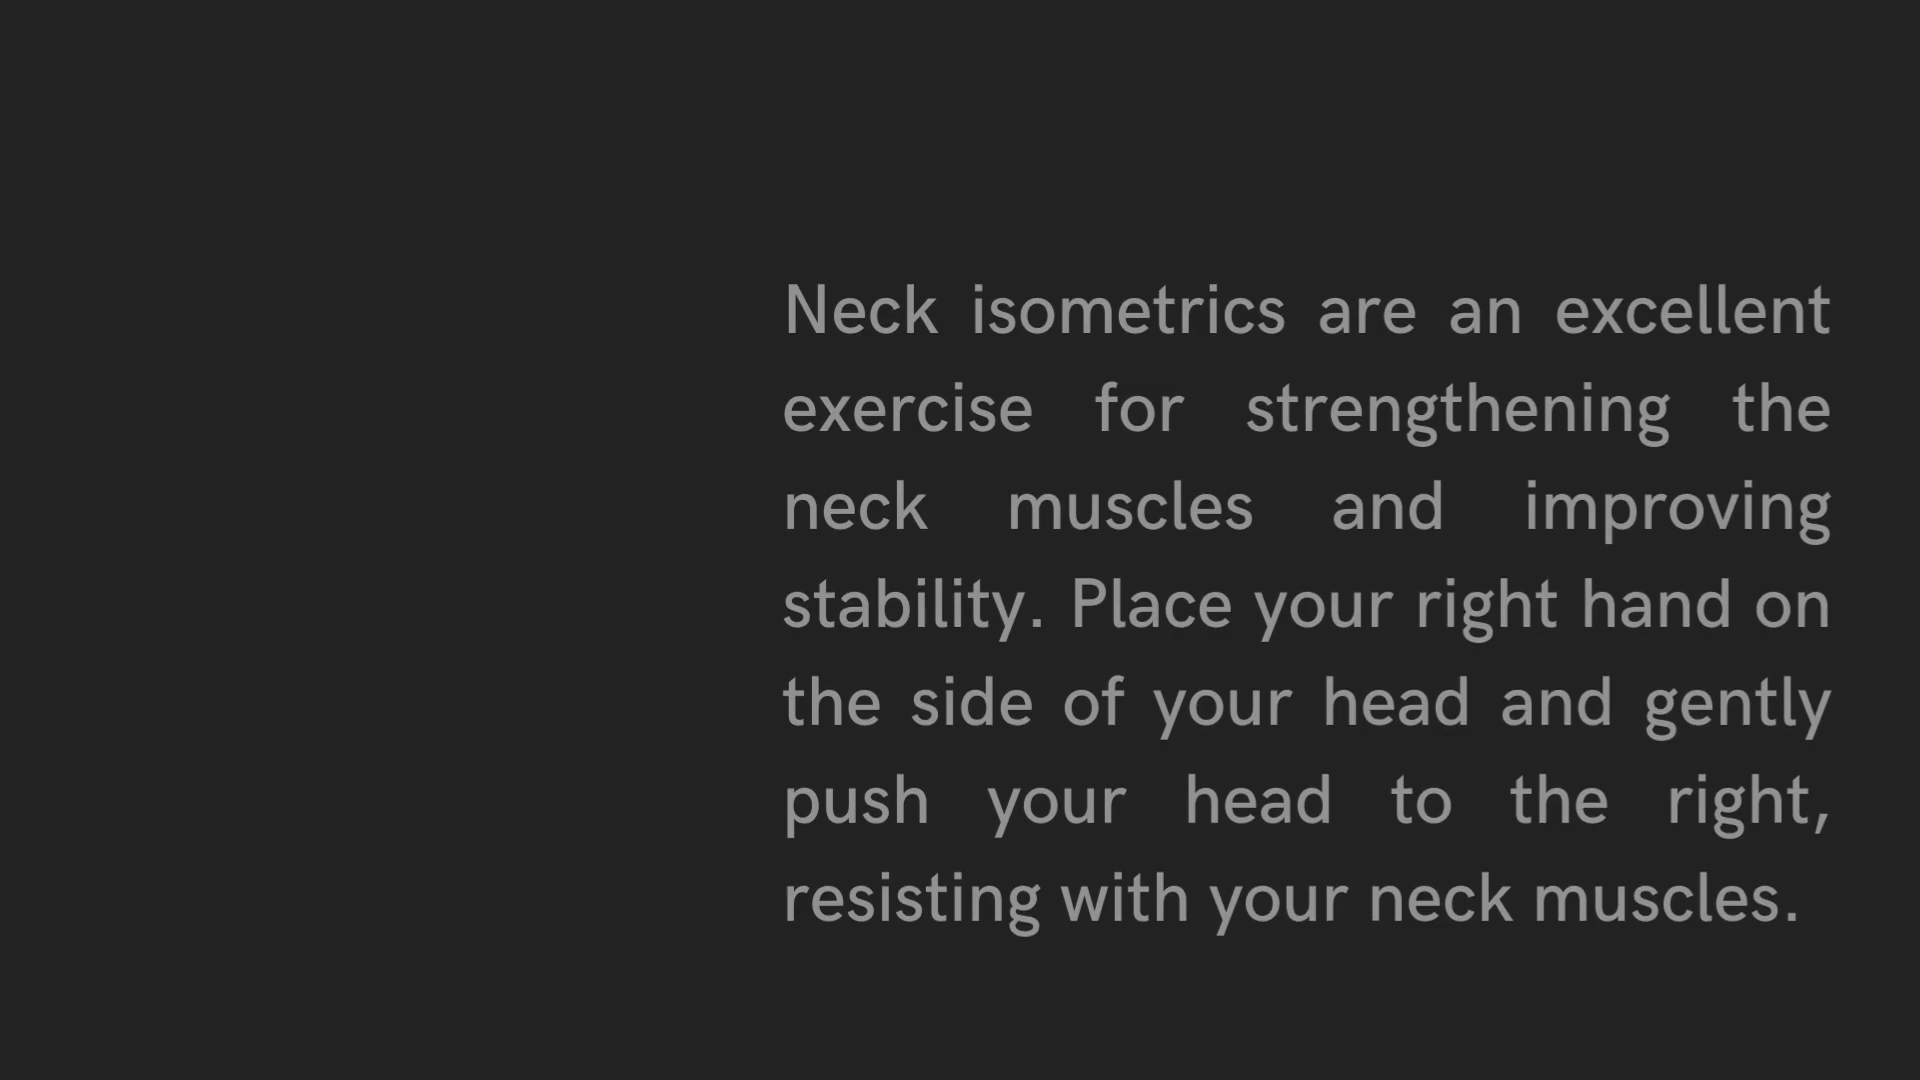 Neck isometrics are an excellent
exercise for strengthening the
neck muscles and improving
stability. Place your right hand on
the side of your head and gently
push your head to the right,
resisting with your neck muscles.